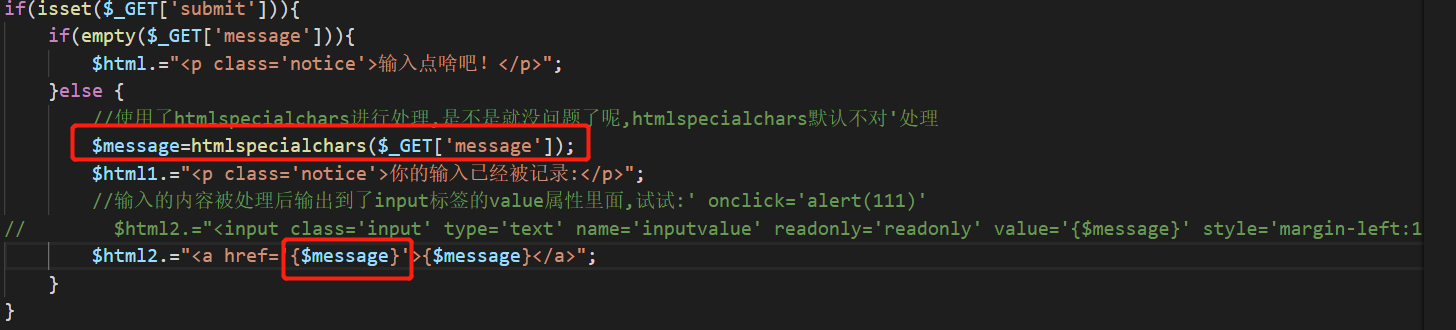 if(isset($_GET['submit'])){
if(empty($_GET['message'])){
$html.="<p class='notice'>输入点啥吧！</p>";
}else {
//使用了htmlspecialchars进行处理,是不是就没问题了呢,htmlspecialchars默认不对'处理
$message=htmlspecialchars($_GET['message']);
$html1.="<p class='notice'>你的输入已经被记录:</p>";
//输入的内容被处理后输出到了input标签的value属性里面,试试:' onclick='alert(111)'
// $html2.="<input class='input' type='text' name='inputvalue' readonly='readonly' value='{$message}' style='margin-left:1
$html2.="<a href='{$message}'>{$message}</a>";
}
}